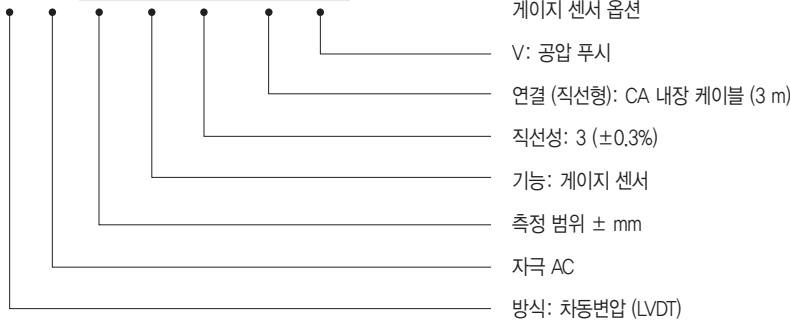 게이지 센서 옵션
V: 공압 푸시
연결 (직선형): CA 내장 케이블 (3 m)
직선성: 3 (±0.3%)
기능: 게이지 센서
측정 범위 ± mm
자극 AC
방식: 차동변압 (LVDT)